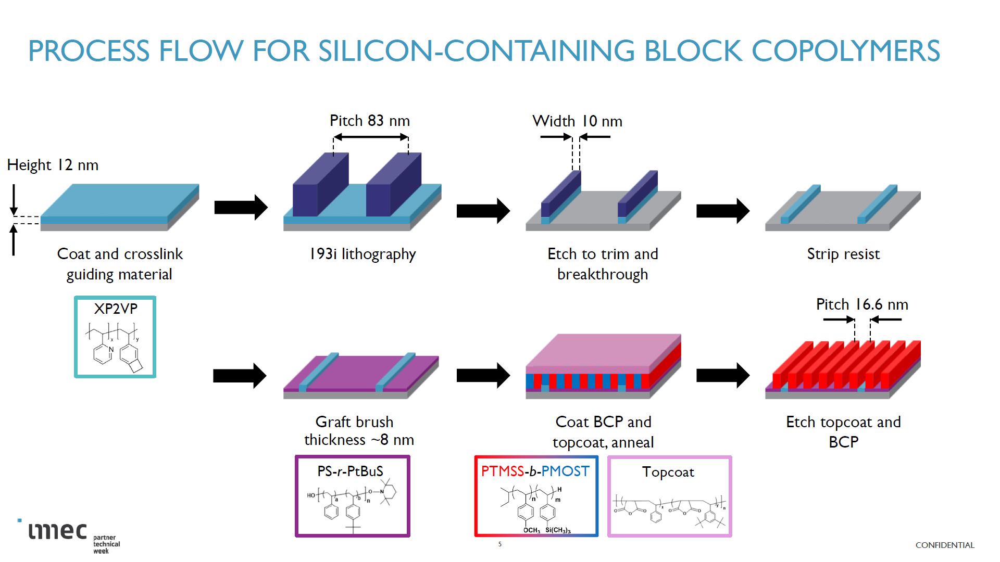 PROCESS FLOW FOR SILICON-CONTAINING BLOCK COPOLYMERS
Height 12 nm
Pitch 83 nm
Width 10 nm
Coat and crosslink
guiding material
193i lithography
Etch to trim and
breakthrough
Strip resist
XP2VP
x
y
N
Pitch 16.6 nm
Graft brush
thickness ~8 nm
Coat BCP and
topcoat, anneal
Etch topcoat and
BCP
PS-r-PtBuS
HO
a
b
n
O
N
PTMSS-b-PMOST
H
n
m
OCH3
Si(CH3)3
Topcoat
O
O
O
x
O
O
O
y
n
imec
partner
technical
week
5
CONFIDENTIAL